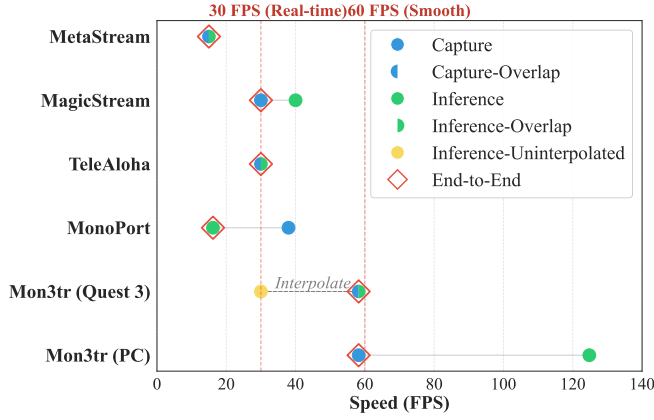 30 FPS (Real-time)60 FPS (Smooth)
MetaStream
MagicStream
TeleAloha
MonoPort
Mon3tr (Quest 3)
Mon3tr (PC)
Capture
Capture-Overlap
Inference
Inference-Overlap
Inference-Uninterpolated
End-to-End
Interpolate
0 20 40 60 80 100 120 140
Speed (FPS)